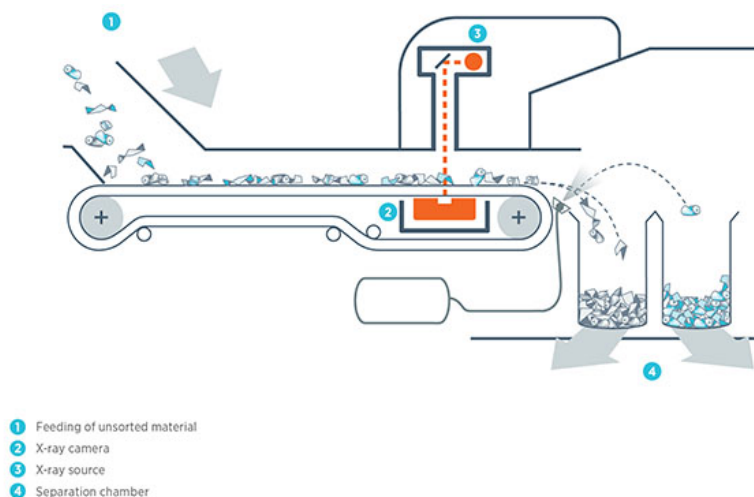 1
3
2
4
1 Feeding of unsorted material
2 X-ray camera
3 X-ray source
4 Separation chamber